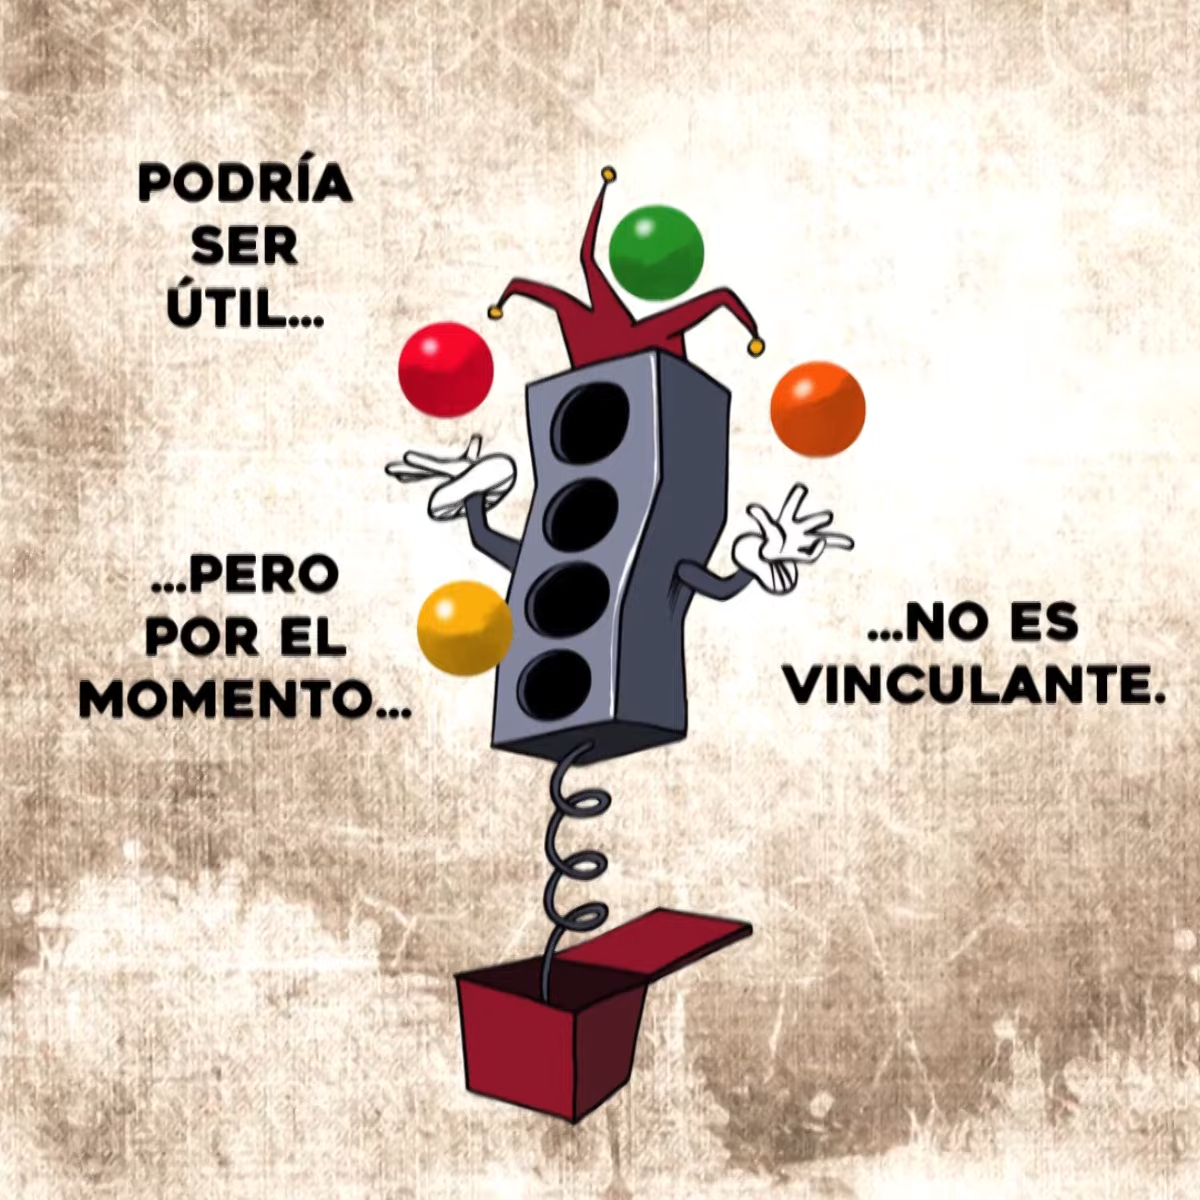 PODRÍA
SER
ÚTIL...
...PERO
POR EL
MOMENTO...
...NO ES
VINCULANTE.